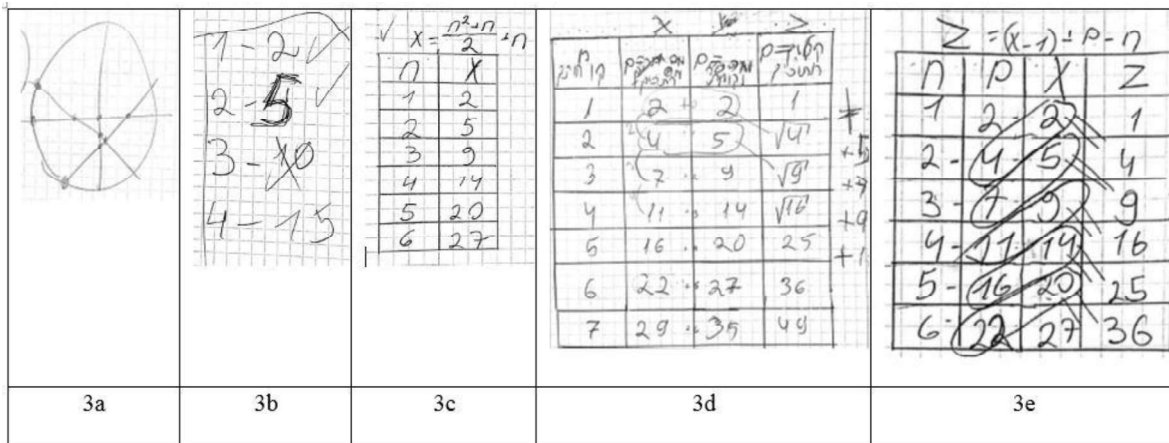 1 - 2 ✓
2 - 5 ✓
3 - 10
4 - 15
√ x = (n²+n)/2 + n
n x
1 2
2 5
3 9
4 14
5 20
6 27
X Z
1 2 2 1
2 4 5 √4
3 7 9 √9
4 11 14 √16
5 16 20 25
6 22 27 36
7 29 35 49
+5
+7
+9
Z = (x-1) + P - n
n P X Z
1 2 2 1
2 - 4 - 5 4
3 - 7 9 9
4 - 11 14 16
5 - 16 20 25
6 - 22 27 36
3a 3b 3c 3d 3e